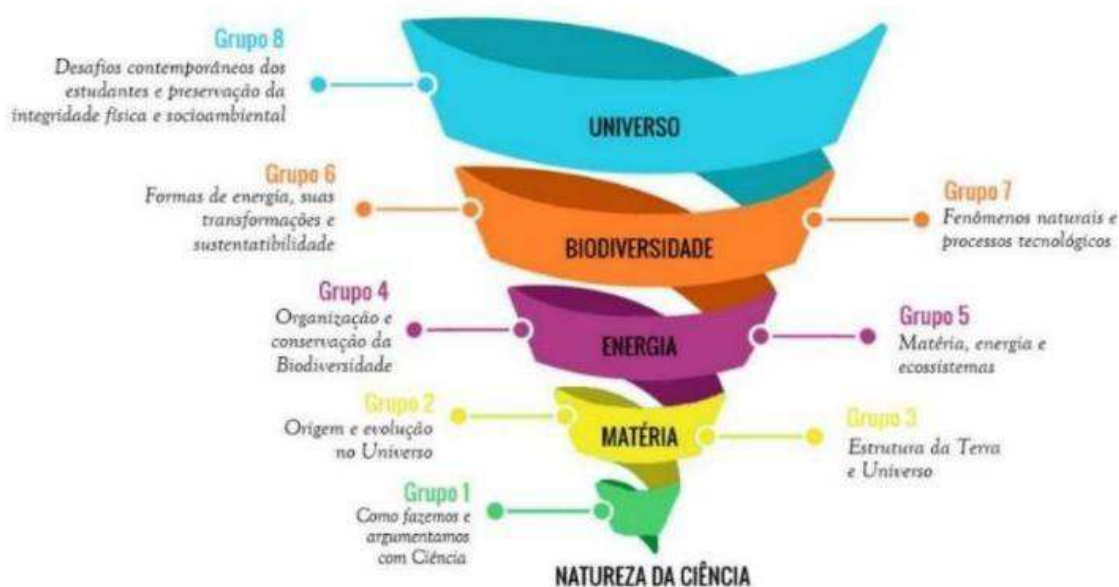 Grupo 8
Desafios contemporâneos dos
estudantes e preservação da
integridade física e socioambiental
UNIVERSO
Grupo 6
Formas de energia, suas
transformações e
sustentatibilidade
Grupo 7
Fenômenos naturais e
processos tecnológicos
BIODIVERSIDADE
Grupo 4
Organização e
conservação da
Biodiversidade
Grupo 5
Matéria, energia e
ecossistemas
ENERGIA
Grupo 2
Origem e evolução
no Universo
Grupo 3
Estrutura da Terra
e Universo
MATÉRIA
Grupo 1
Como fazemos e
argumentamos
com Ciência
NATUREZA DA CIÊNCIA